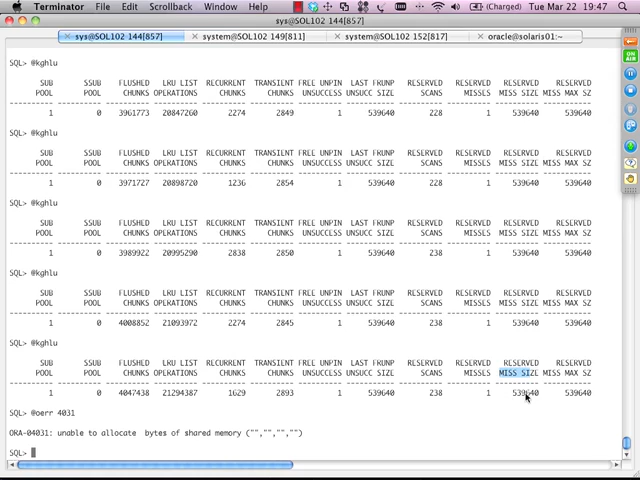 Terminator File Edit Scrollback Window Help (Charged) Tue Mar 22 19:47
sys@SOL102 144[857]
sys@SOL102 144[857] system@SOL102 149[811] system@SOL102 152[817] oracle@solaris01:~
SQL> @kghlu
SUB SSUB FLUSHED LRU LIST RECURRENT TRANSIENT FREE UNPIN LAST FRUNP RESERVED RESERVED RESERVED RESERVED
POOL POOL CHUNKS OPERATIONS CHUNKS CHUNKS UNSUCCESS UNSUCC SIZE SCANS MISSES MISS SIZE MISS MAX SZ
1 0 3961773 20847260 2274 2849 1 539640 228 1 539640 539640
SQL> @kghlu
SUB SSUB FLUSHED LRU LIST RECURRENT TRANSIENT FREE UNPIN LAST FRUNP RESERVED RESERVED RESERVED RESERVED
POOL POOL CHUNKS OPERATIONS CHUNKS CHUNKS UNSUCCESS UNSUCC SIZE SCANS MISSES MISS SIZE MISS MAX SZ
1 0 3971727 20898720 1236 2854 1 539640 228 1 539640 539640
SQL> @kghlu
SUB SSUB FLUSHED LRU LIST RECURRENT TRANSIENT FREE UNPIN LAST FRUNP RESERVED RESERVED RESERVED RESERVED
POOL POOL CHUNKS OPERATIONS CHUNKS CHUNKS UNSUCCESS UNSUCC SIZE SCANS MISSES MISS SIZE MISS MAX SZ
1 0 3989922 20995290 2838 2850 1 539640 238 1 539640 539640
SQL> @kghlu
SUB SSUB FLUSHED LRU LIST RECURRENT TRANSIENT FREE UNPIN LAST FRUNP RESERVED RESERVED RESERVED RESERVED
POOL POOL CHUNKS OPERATIONS CHUNKS CHUNKS UNSUCCESS UNSUCC SIZE SCANS MISSES MISS SIZE MISS MAX SZ
1 0 4008852 21093972 2274 2845 1 539640 238 1 539640 539640
SQL> @kghlu
SUB SSUB FLUSHED LRU LIST RECURRENT TRANSIENT FREE UNPIN LAST FRUNP RESERVED RESERVED RESERVED RESERVED
POOL POOL CHUNKS OPERATIONS CHUNKS CHUNKS UNSUCCESS UNSUCC SIZE SCANS MISSES MISS SIZE MISS MAX SZ
1 0 4047438 21294387 1629 2893 1 539640 238 1 539640 539640
SQL> @oerr 4031
ORA-04031: unable to allocate bytes of shared memory ("","","","")
SQL>
ON AIR